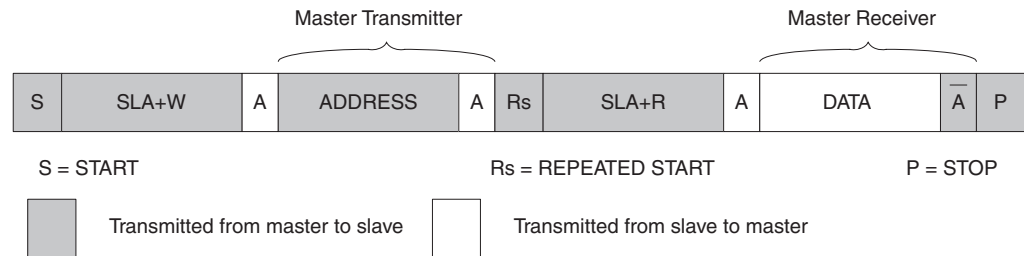 Master Transmitter Master Receiver
S SLA+W A ADDRESS A Rs SLA+R A DATA A̅ P
S = START Rs = REPEATED START P = STOP
Transmitted from master to slave Transmitted from slave to master